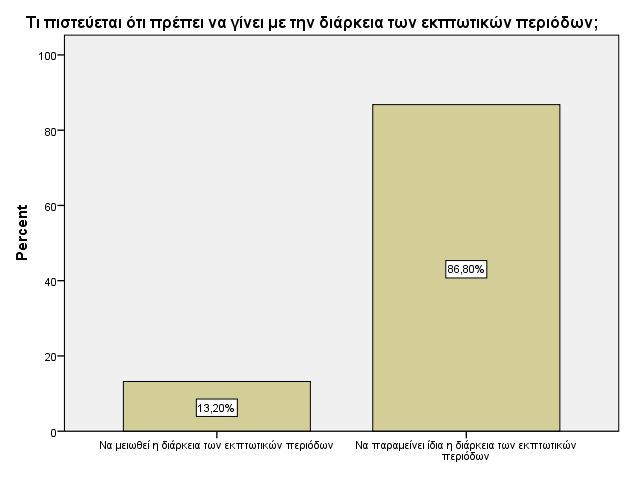 Τι πιστεύεται ότι πρέπει να γίνει με την διάρκεια των εκπτωτικών περιόδων;
100
80
60
40
20
0
Percent
13,20%
86,80%
Να μειωθεί η διάρκεια των εκπτωτικών περιόδων
Να παραμείνει ίδια η διάρκεια των εκπτωτικών
περιόδων